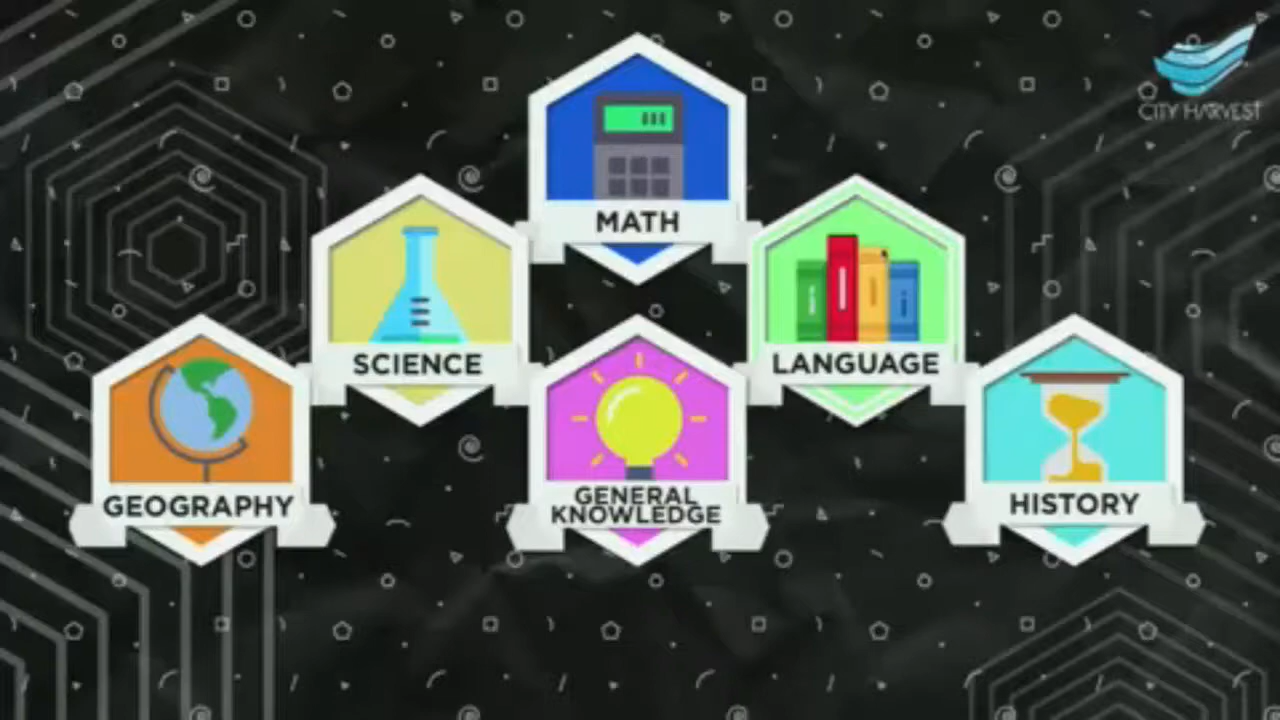 CITY HARVEST
MATH
SCIENCE
LANGUAGE
GEOGRAPHY
GENERAL
KNOWLEDGE
HISTORY